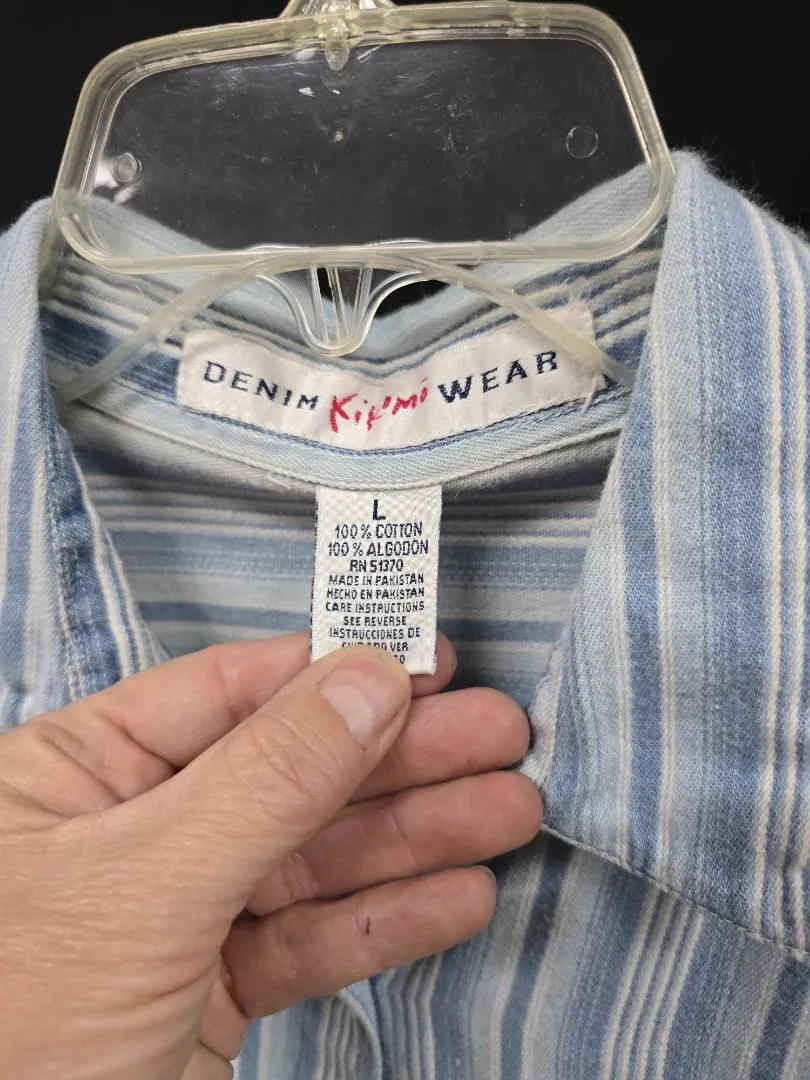 DENIM Kikomo WEAR
L
100% COTTON
100% ALGODON
RN 51370
MADE IN PAKISTAN
HECHO EN PAKISTAN
CARE INSTRUCTIONS
SEE REVERSE
INSTRUCCIONES DE
VER